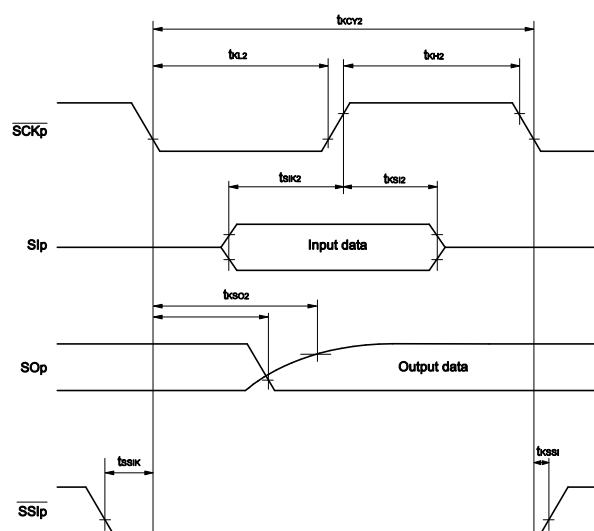 tKCY2
tKL2
tKH2
SCKp
tSIK2
tKSI2
SIp
Input data
tKSO2
SOp
Output data
tSSIK
tKSSI
SSIp